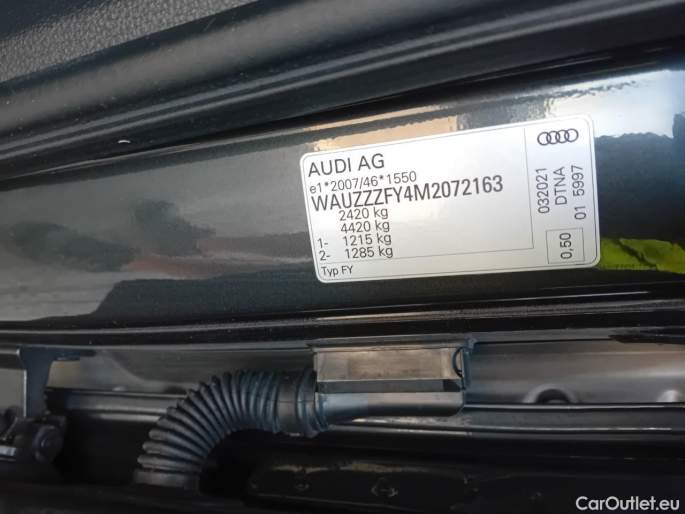 AUDI AG
e1*2007/46*1550
WAUZZZFY4M2072163
2420 kg
4420 kg
1- 1215 kg
2- 1285 kg
Typ FY
032021
DTNA
01 5997
0,50
CarOutlet.eu